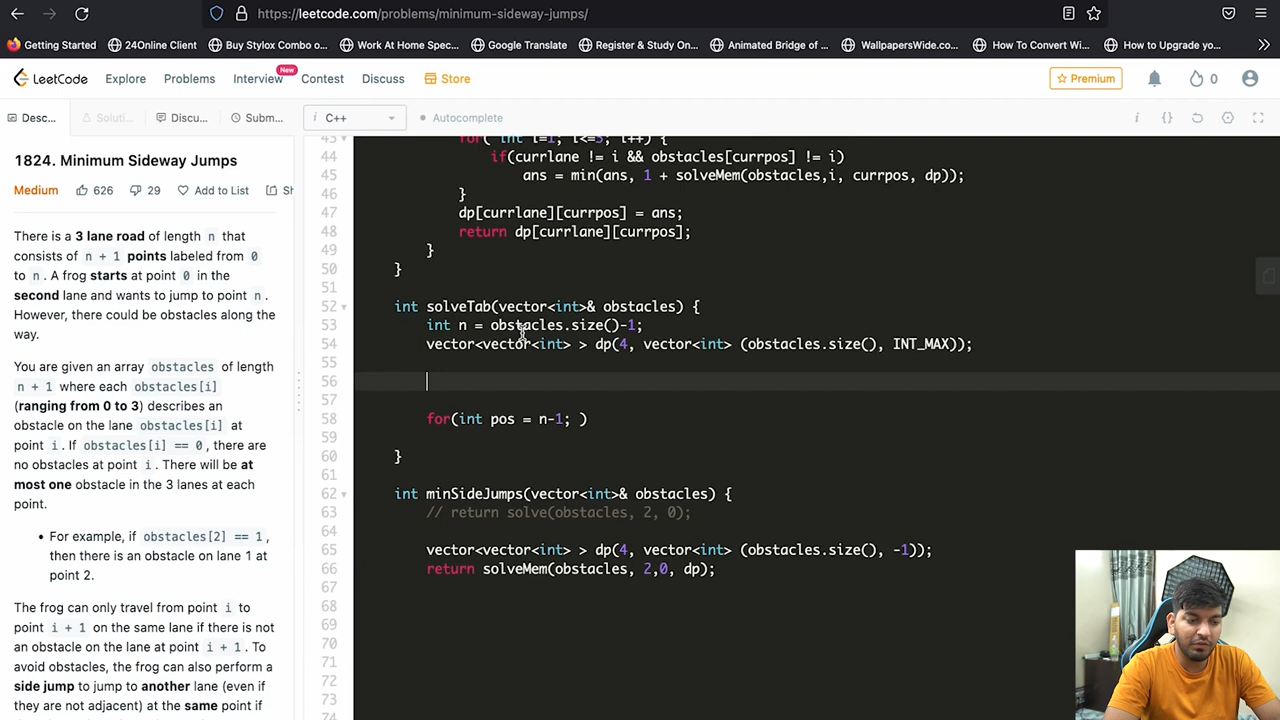 https://leetcode.com/problems/minimum-sideway-jumps/
Getting Started
24Online Client
Buy Stylox Combo o...
Work At Home Spec...
Google Translate
Register & Study On...
Animated Bridge of ...
WallpapersWide.co...
How To Convert Wi...
How to Upgrade yo...
LeetCode
Explore
Problems
Interview
New
Contest
Discuss
Store
Premium
0
Desc...
Soluti...
Discu...
Subm...
i
C++
Autocomplete
i
{}
1824. Minimum Sideway Jumps
Medium
626
29
Add to List
Sh
There is a 3 lane road of length n that
consists of n + 1 points labeled from 0
to n. A frog starts at point 0 in the
second lane and wants to jump to point n.
However, there could be obstacles along the
way.
You are given an array obstacles of length
n + 1 where each obstacles[i]
(ranging from 0 to 3) describes an
obstacle on the lane obstacles[i] at
point i. If obstacles[i] == 0, there are
no obstacles at point i. There will be at
most one obstacle in the 3 lanes at each
point.
• For example, if obstacles[2] == 1,
then there is an obstacle on lane 1 at
point 2.
The frog can only travel from point i to
point i + 1 on the same lane if there is not
an obstacle on the lane at point i + 1. To
avoid obstacles, the frog can also perform a
side jump to jump to another lane (even if
they are not adjacent) at the same point if
43 for( int i=1; i<=3; i++) {
44 if(currlane != i && obstacles[currpos] != i)
45 ans = min(ans, 1 + solveMem(obstacles,i, currpos, dp));
46 }
47 dp[currlane][currpos] = ans;
48 return dp[currlane][currpos];
49 }
50 }
51
52 int solveTab(vector<int>& obstacles) {
53 int n = obstacles.size()-1;
54 vector<vector<int> > dp(4, vector<int> (obstacles.size(), INT_MAX));
55
56
57
58 for(int pos = n-1; )
59
60 }
61
62 int minSideJumps(vector<int>& obstacles) {
63 // return solve(obstacles, 2, 0);
64
65 vector<vector<int> > dp(4, vector<int> (obstacles.size(), -1));
66 return solveMem(obstacles, 2,0, dp);
67
68
69
70
71
72
73